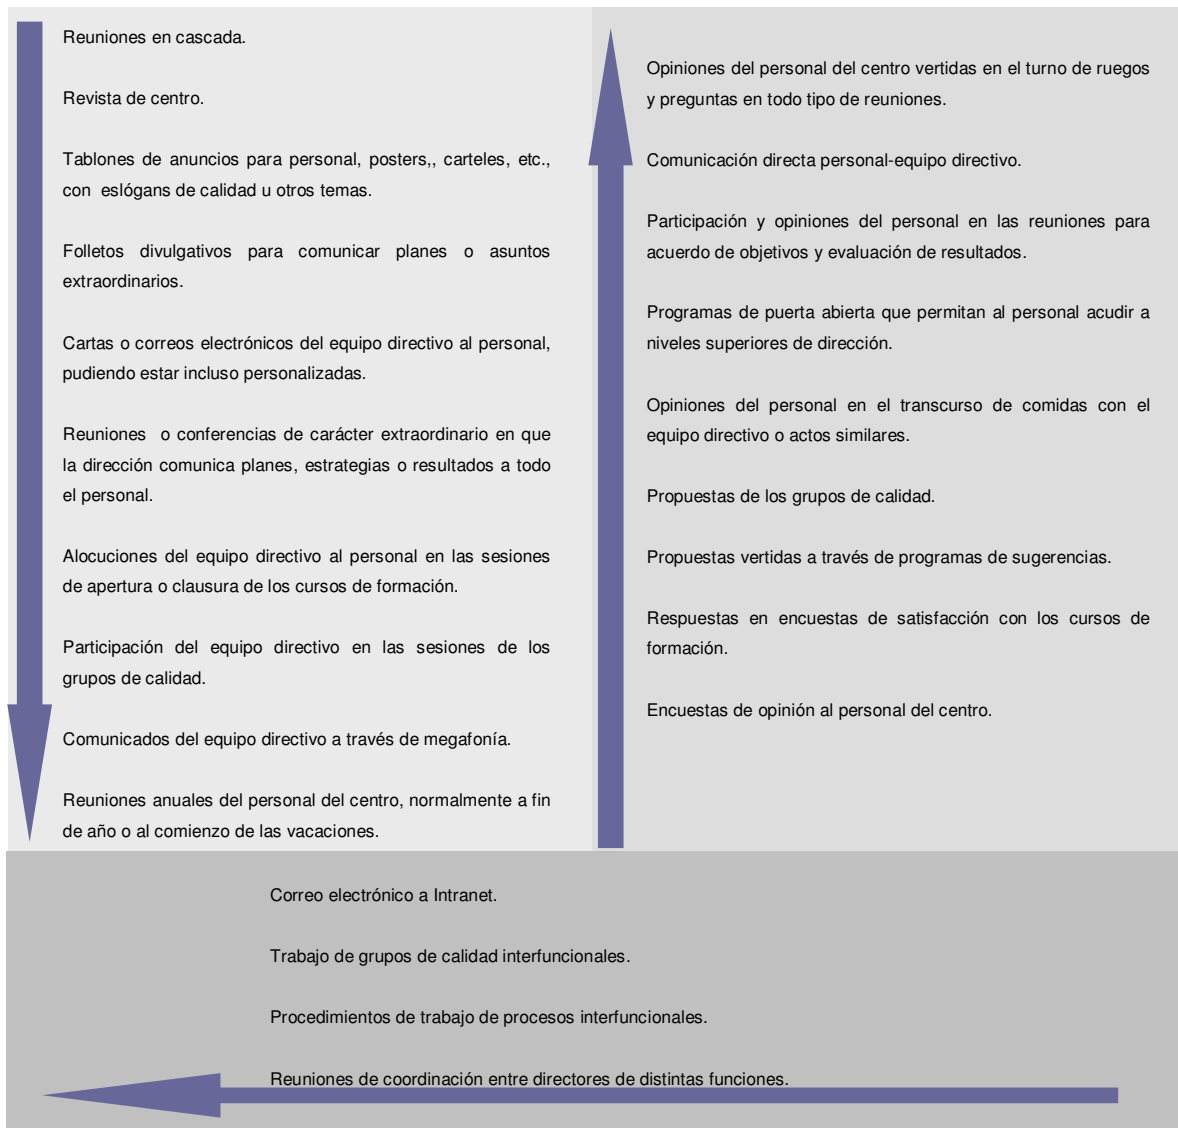 Reuniones en cascada.
Revista de centro.
Tablones de anuncios para personal, posters,, carteles, etc.,
con eslógans de calidad u otros temas.
Folletos divulgativos para comunicar planes o asuntos
extraordinarios.
Cartas o correos electrónicos del equipo directivo al personal,
pudiendo estar incluso personalizadas.
Reuniones o conferencias de carácter extraordinario en que
la dirección comunica planes, estrategias o resultados a todo
el personal.
Alocuciones del equipo directivo al personal en las sesiones
de apertura o clausura de los cursos de formación.
Participación del equipo directivo en las sesiones de los
grupos de calidad.
Comunicados del equipo directivo a través de megafonía.
Reuniones anuales del personal del centro, normalmente a fin
de año o al comienzo de las vacaciones.
Opiniones del personal del centro vertidas en el turno de ruegos
y preguntas en todo tipo de reuniones.
Comunicación directa personal-equipo directivo.
Participación y opiniones del personal en las reuniones para
acuerdo de objetivos y evaluación de resultados.
Programas de puerta abierta que permitan al personal acudir a
niveles superiores de dirección.
Opiniones del personal en el transcurso de comidas con el
equipo directivo o actos similares.
Propuestas de los grupos de calidad.
Propuestas vertidas a través de programas de sugerencias.
Respuestas en encuestas de satisfacción con los cursos de
formación.
Encuestas de opinión al personal del centro.
Correo electrónico a Intranet.
Trabajo de grupos de calidad interfuncionales.
Procedimientos de trabajo de procesos interfuncionales.
Reuniones de coordinación entre directores de distintas funciones.